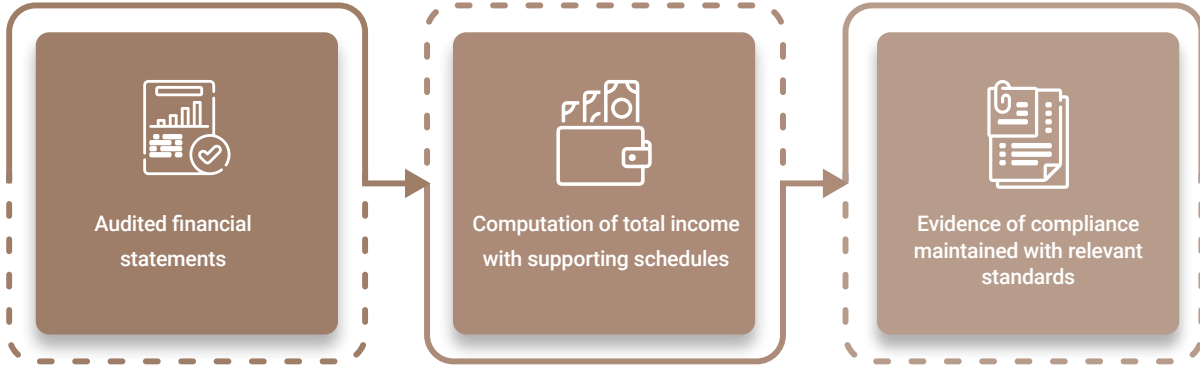 Audited financial
statements
Computation of total income
with supporting schedules
Evidence of compliance
maintained with relevant
standards